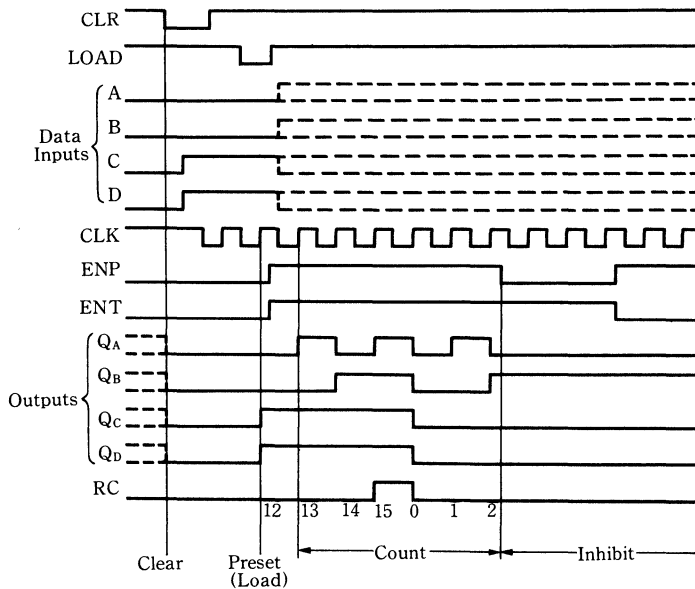 CLR
LOAD
A
B
Data
Inputs
C
D
CLK
ENP
ENT
QA
QB
Outputs
QC
QD
RC
12 13 14 15 0 1 2
Clear Preset Count Inhibit
(Load)